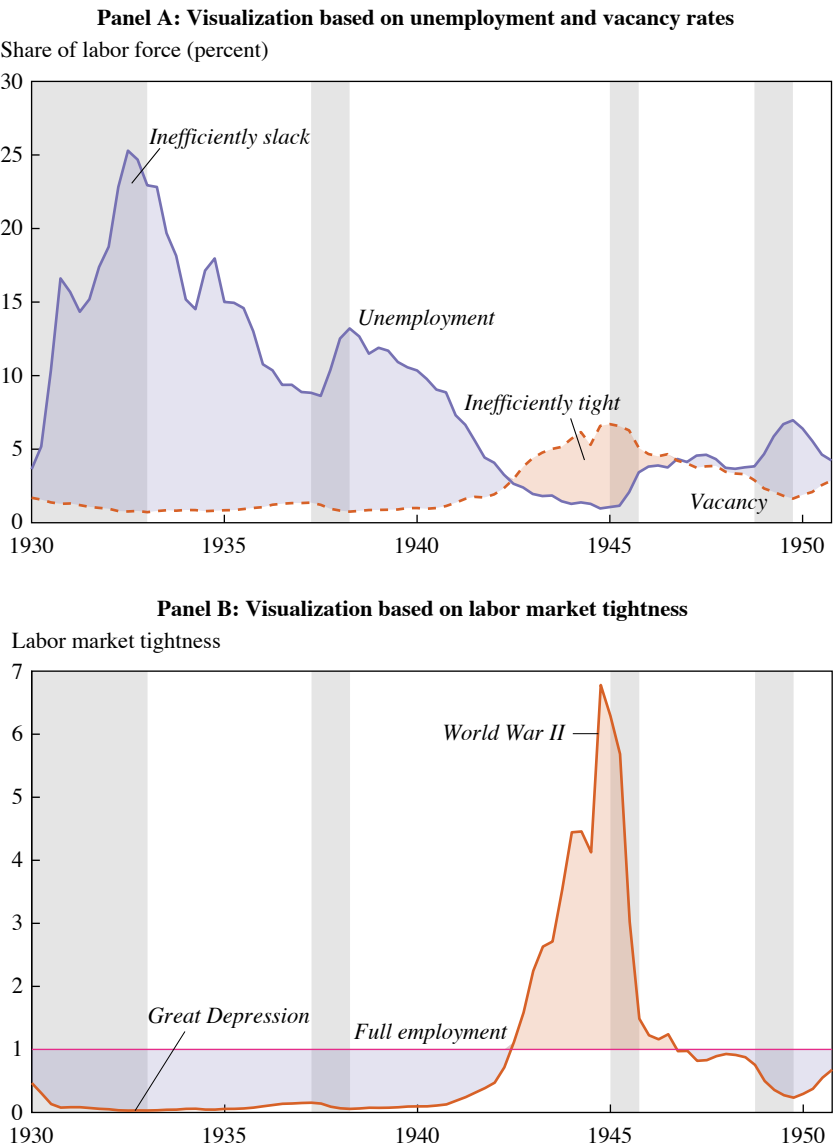 Panel A: Visualization based on unemployment and vacancy rates
Share of labor force (percent)
30
Inefficiently slack
25
20
15
Unemployment
10
Inefficiently tight
5
Vacancy
0
1930 1935 1940 1945 1950
Panel B: Visualization based on labor market tightness
Labor market tightness
7
World War II
6
5
4
3
2
Great Depression
Full employment
1
0
1930 1935 1940 1945 1950